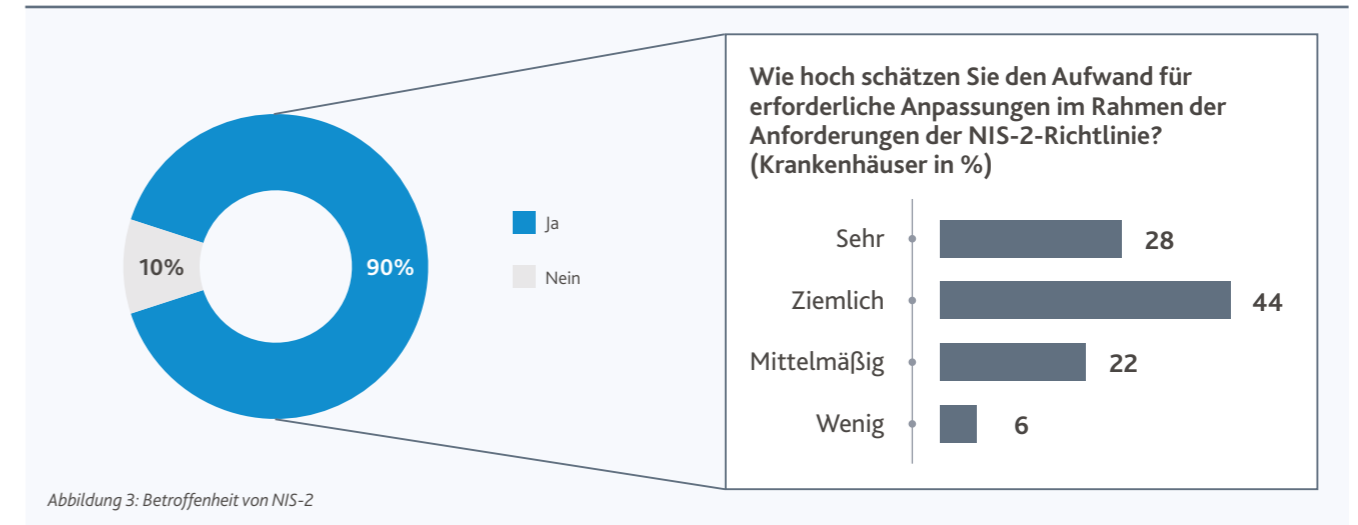 10%
90%
Ja
Nein
Wie hoch schätzen Sie den Aufwand für
erforderliche Anpassungen im Rahmen der
Anforderungen der NIS-2-Richtlinie?
(Krankenhäuser in %)
Sehr 28
Ziemlich 44
Mittelmäßig 22
Wenig 6
Abbildung 3: Betroffenheit von NIS-2